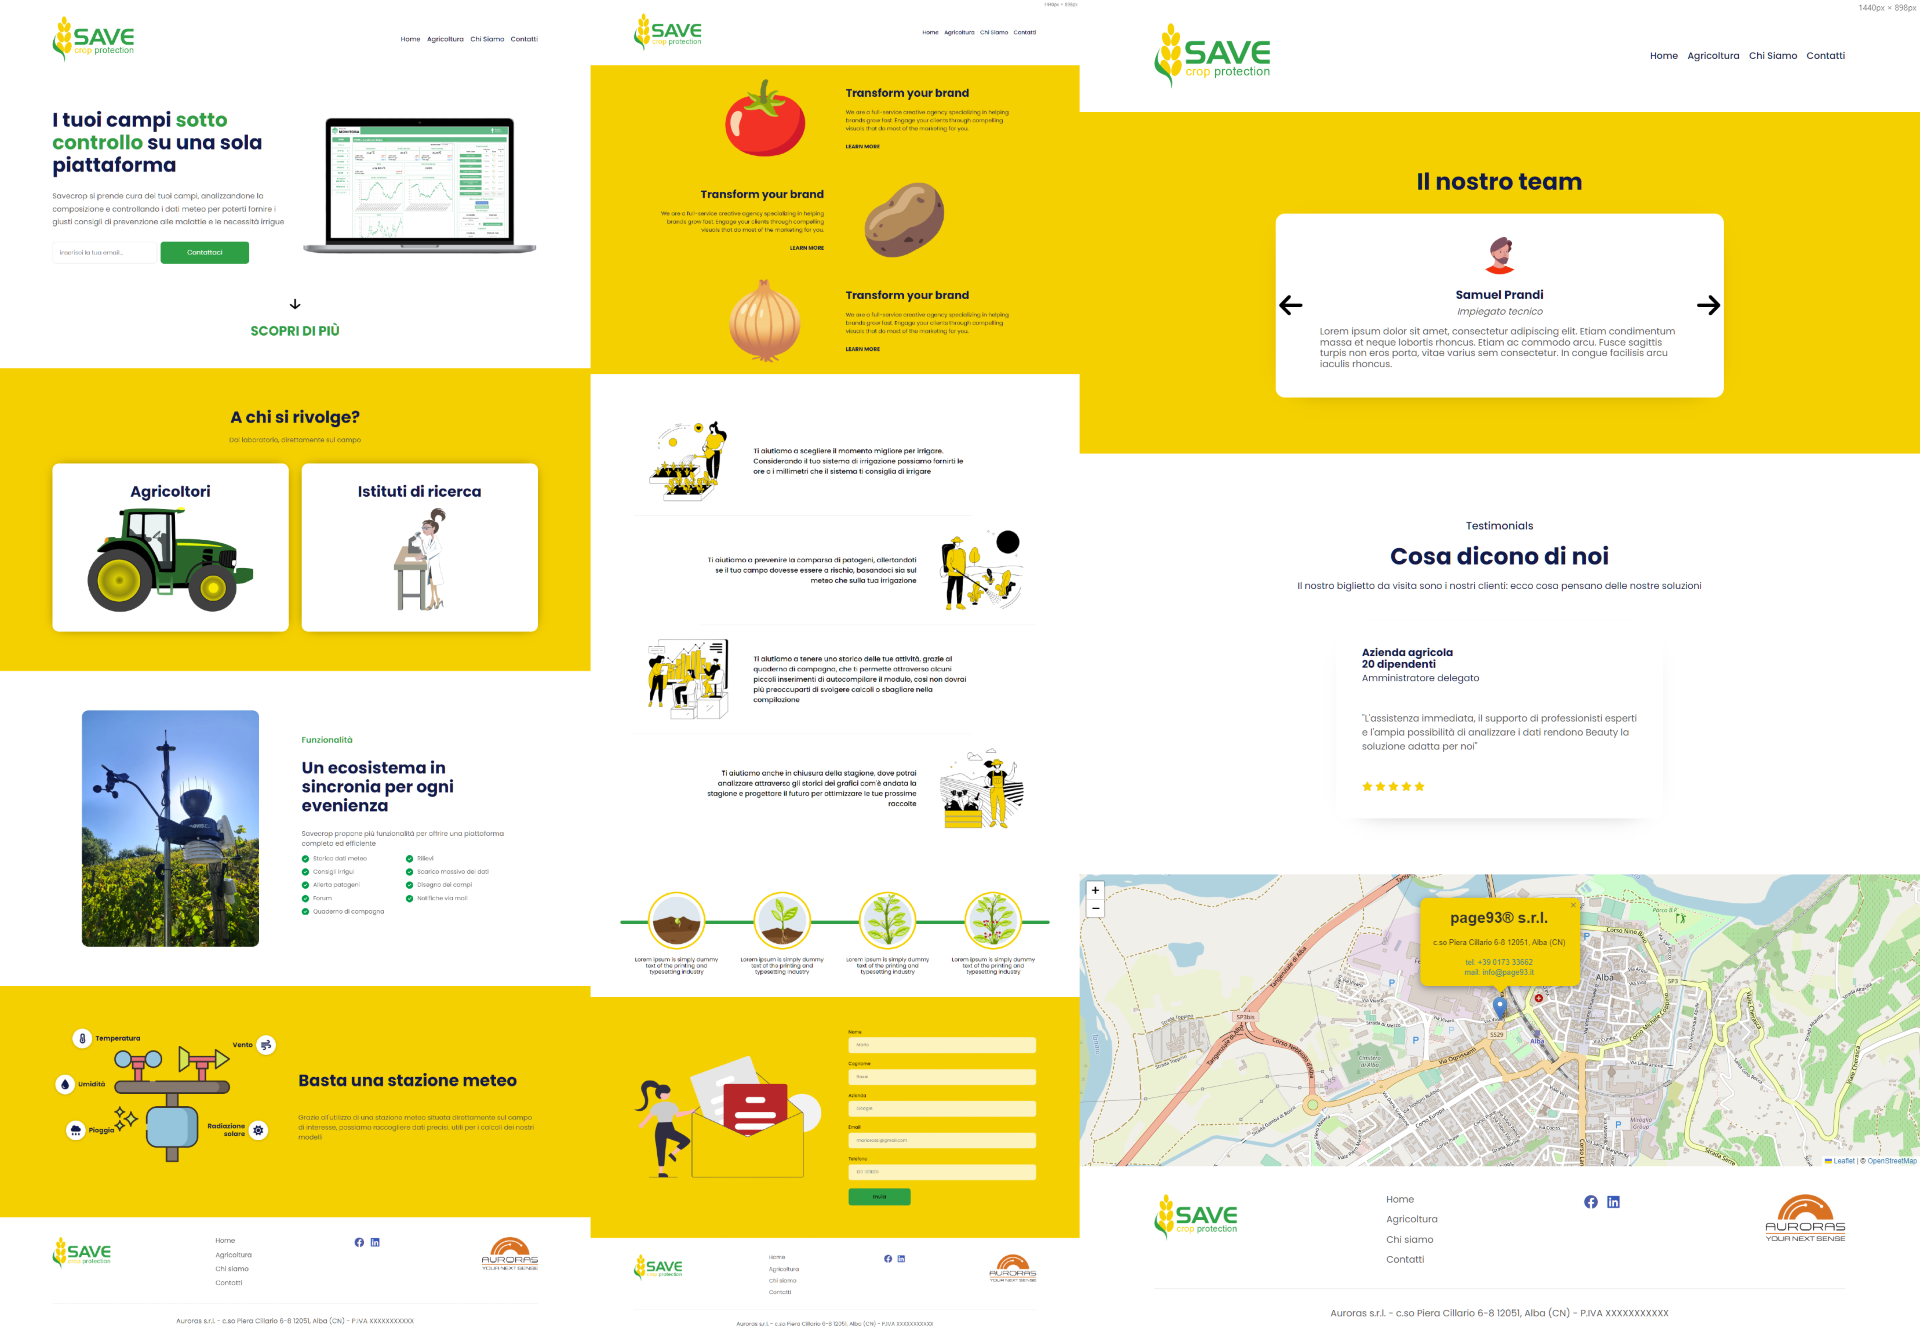 SAVE
crop protection
Home Agricoltura Chi Siamo Contatti
I tuoi campi sotto
controllo su una sola
piattaforma
Savecrop si prende cura dei tuoi campi, analizzandone la
composizione e controllando i dati meteo per poterti fornire i
giusti consigli di prevenzione alle malattie e le necessità irrigue
Inserisci la tua email...
Contattaci
SCOPRI DI PIÙ
A chi si rivolge?
Dal laboratorio, direttamente sul campo
Agricoltori
Istituti di ricerca
Funzionalità
Un ecosistema in
sincronia per ogni
evenienza
Savecrop propone più funzionalità per offrire una piattaforma
completa ed efficiente
Storico dati meteo
Rilievi
Consigli irrigui
Scarico massivo dei dati
Allerta patogeni
Disegno dei campi
Forum
Notifiche via mail
Quaderno di campagna
Temperatura
Vento
Umidità
Pioggia
Radiazione
solare
Basta una stazione meteo
Grazie all'utilizzo di una stazione meteo situata direttamente sul campo
di interesse, possiamo raccogliere dati precisi, utili per i calcoli dei nostri
modelli
SAVE
crop protection
Home
Agricoltura
Chi siamo
Contatti
AURORAS
YOUR NEXT SENSE
Auroras s.r.l. - c.so Piera Cillario 6-8 12051, Alba (CN) - P.IVA XXXXXXXXXXX
1440px × 898px
SAVE
crop protection
Home Agricoltura Chi Siamo Contatti
Transform your brand
We are a full-service creative agency specializing in helping
brands grow fast. Engage your clients through compelling
visuals that do most of the marketing for you.
LEARN MORE
Transform your brand
We are a full-service creative agency specializing in helping
brands grow fast. Engage your clients through compelling
visuals that do most of the marketing for you.
LEARN MORE
Transform your brand
We are a full-service creative agency specializing in helping
brands grow fast. Engage your clients through compelling
visuals that do most of the marketing for you.
LEARN MORE
Ti aiutiamo a scegliere il momento migliore per irrigare.
Considerando il tuo sistema di irrigazione possiamo fornirti le
ore o i millimetri che il sistema ti consiglia di irrigare
Ti aiutiamo a prevenire la comparsa di patogeni, allertandoti
se il tuo campo dovesse essere a rischio, basandoci sia sul
meteo che sulla tua irrigazione
Ti aiutiamo a tenere uno storico delle tue attività, grazie al
quaderno di campagna, che ti permette attraverso alcuni
piccoli inserimenti di autocompilare il modulo, così non dovrai
più preoccuparti di svolgere calcoli o sbagliare nella
compilazione
Ti aiutiamo anche in chiusura della stagione, dove potrai
analizzare attraverso gli storici dei grafici com'è andata la
stagione e progettare il futuro per ottimizzare le tue prossime
raccolte
Lorem Ipsum is simply dummy
text of the printing and
typesetting industry
Lorem Ipsum is simply dummy
text of the printing and
typesetting industry
Lorem Ipsum is simply dummy
text of the printing and
typesetting industry
Lorem Ipsum is simply dummy
text of the printing and
typesetting industry
Nome
Cognome
Azienda
Email
Telefono
Invia
SAVE
crop protection
Home
Agricoltura
Chi siamo
Contatti
AURORAS
YOUR NEXT SENSE
Auroras s.r.l. - c.so Piera Cillario 6-8 12051, Alba (CN) - P.IVA XXXXXXXXXXX
1440px × 898px
SAVE
crop protection
Home Agricoltura Chi Siamo Contatti
Il nostro team
Samuel Prandi
Impiegato tecnico
Lorem ipsum dolor sit amet, consectetur adipiscing elit. Etiam condimentum
massa et neque lobortis rhoncus. Etiam ac commodo arcu. Fusce sagittis
turpis non eros porta, vitae varius sem consectetur. In congue facilisis arcu
iaculis rhoncus.
Testimonials
Cosa dicono di noi
Il nostro biglietto da visita sono i nostri clienti: ecco cosa pensano delle nostre soluzioni
Azienda agricola
20 dipendenti
Amministratore delegato
"L'assistenza immediata, il supporto di professionisti esperti
e l'ampia possibilità di analizzare i dati rendono Beauty la
soluzione adatta per noi"
+
−
page93® s.r.l.
c.so Piera Cillario 6-8 12051, Alba (CN)
tel: +39 0173 33662
mail: info@page93.it
×
Alba
SP3bis
SP3
SS29
Alba
Leaflet | © OpenStreetMap
SAVE
crop protection
Home
Agricoltura
Chi siamo
Contatti
AURORAS
YOUR NEXT SENSE
Auroras s.r.l. - c.so Piera Cillario 6-8 12051, Alba (CN) - P.IVA XXXXXXXXXXX